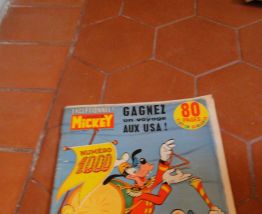 EXCEPTIONNEL!
MICKEY
GAGNEZ
un voyage
AUX USA!
80
PAGES
NUMERO
1000